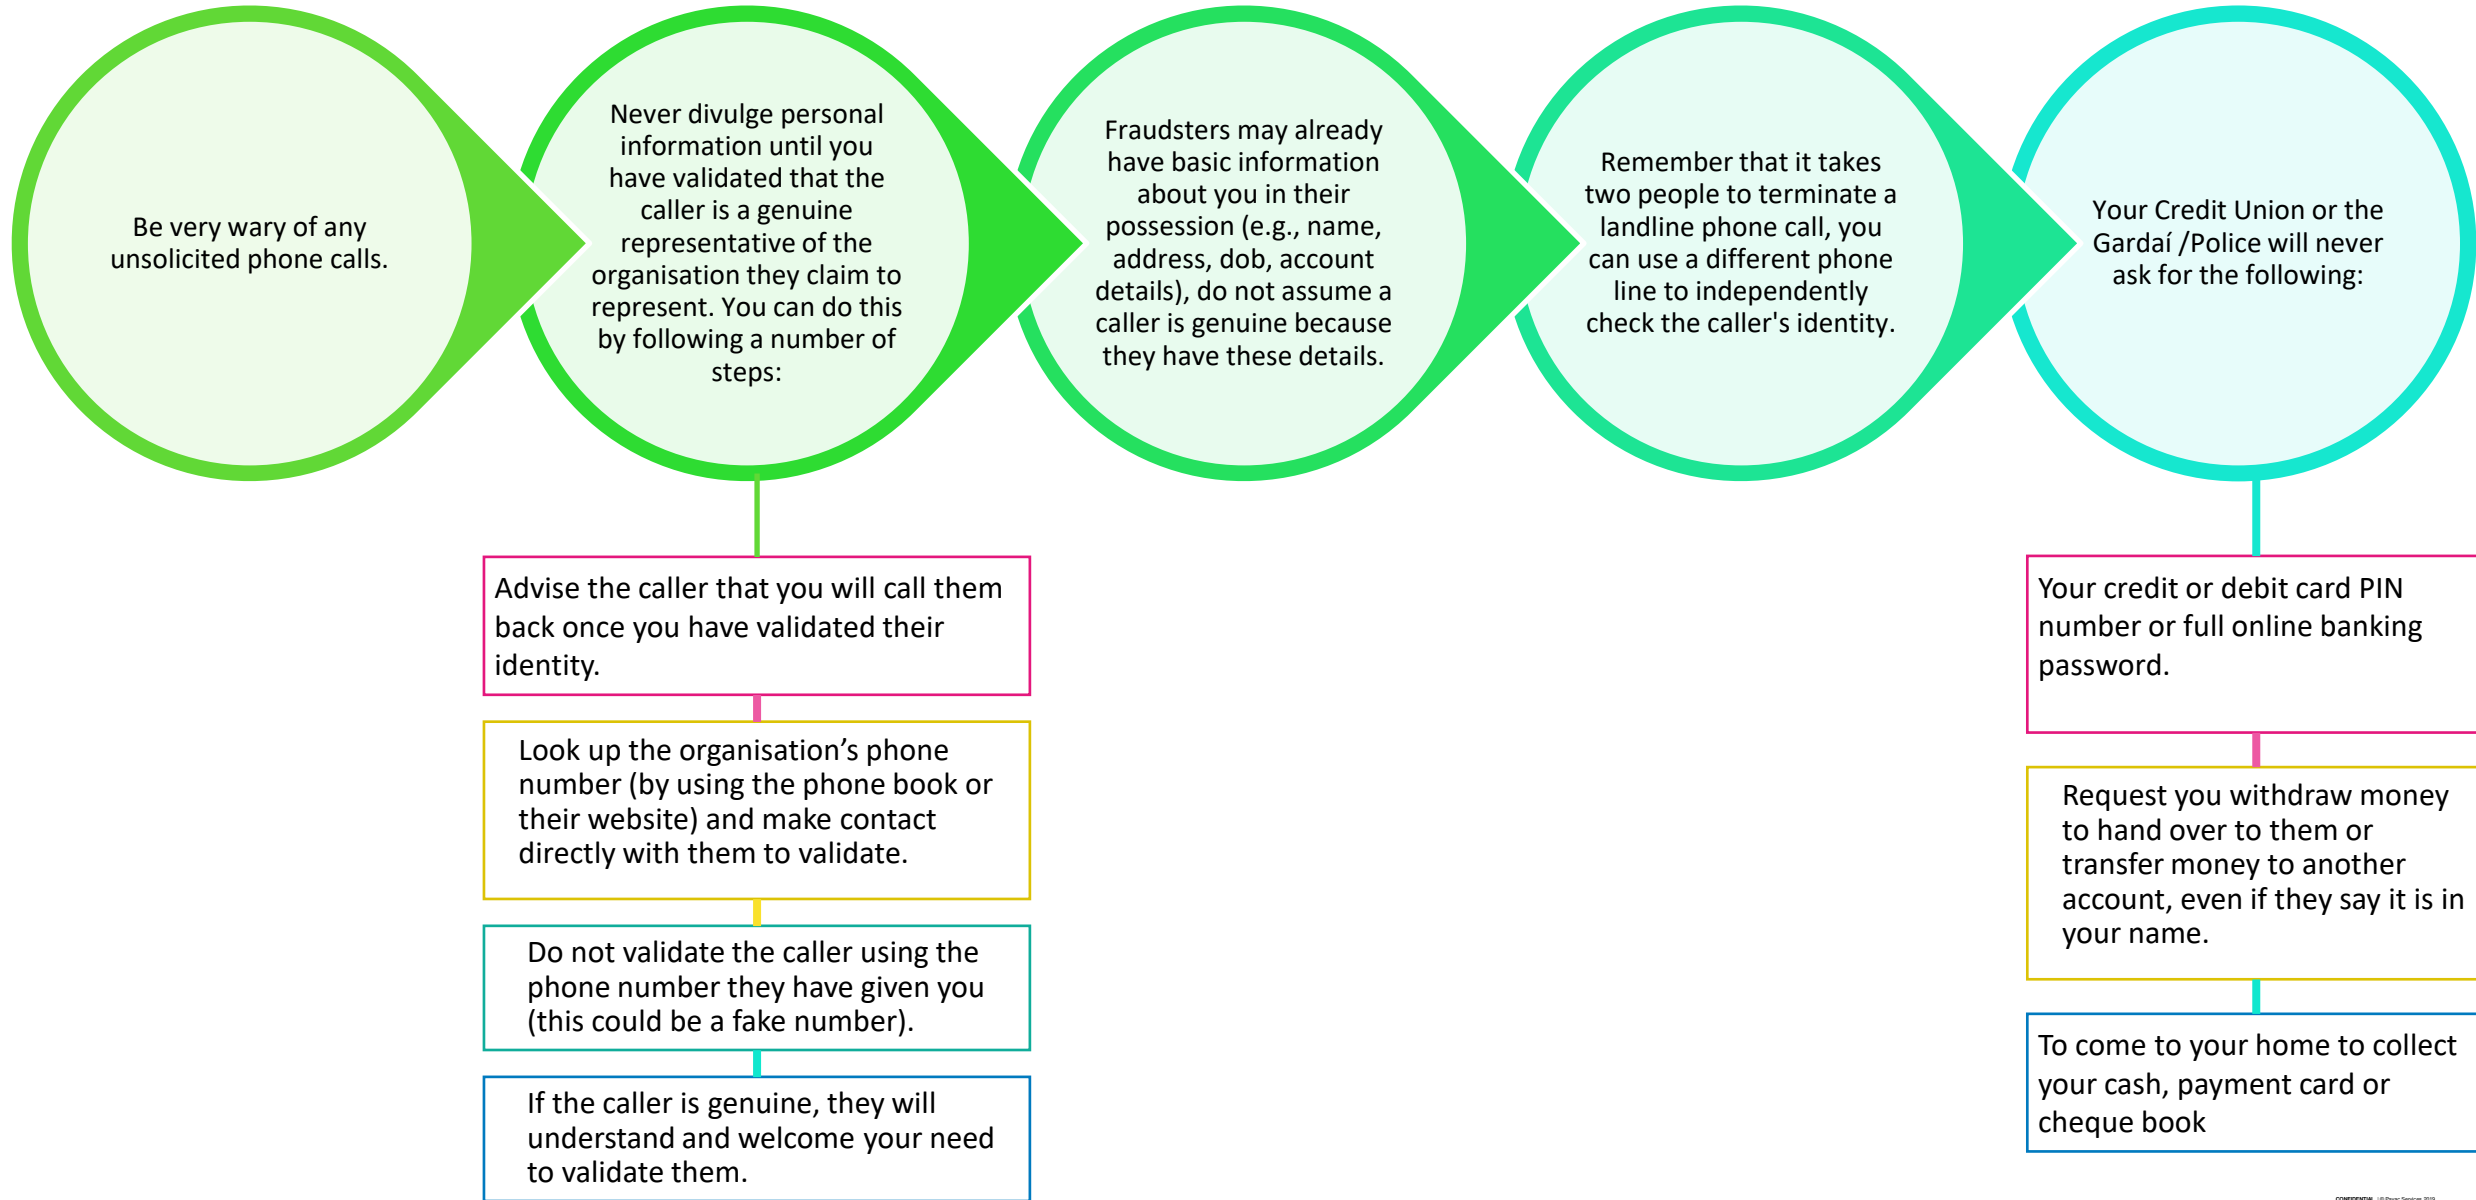 Be very wary of any
unsolicited phone calls.
Never divulge personal
information until you
have validated that the
caller is a genuine
representative of the
organisation they claim to
represent. You can do this
by following a number of
steps:
Fraudsters may already
have basic information
about you in their
possession (e.g., name,
address, dob, account
details), do not assume a
caller is genuine because
they have these details.
Remember that it takes
two people to terminate a
landline phone call, you
can use a different phone
line to independently
check the caller's identity.
Your Credit Union or the
Gardaí /Police will never
ask for the following:
Advise the caller that you will call them
back once you have validated their
identity.
Look up the organisation’s phone
number (by using the phone book or
their website) and make contact
directly with them to validate.
Do not validate the caller using the
phone number they have given you
(this could be a fake number).
If the caller is genuine, they will
understand and welcome your need
to validate them.
Your credit or debit card PIN
number or full online banking
password.
Request you withdraw money
to hand over to them or
transfer money to another
account, even if they say it is in
your name.
To come to your home to collect
your cash, payment card or
cheque book
CONFIDENTIAL | © Payac Services 2019